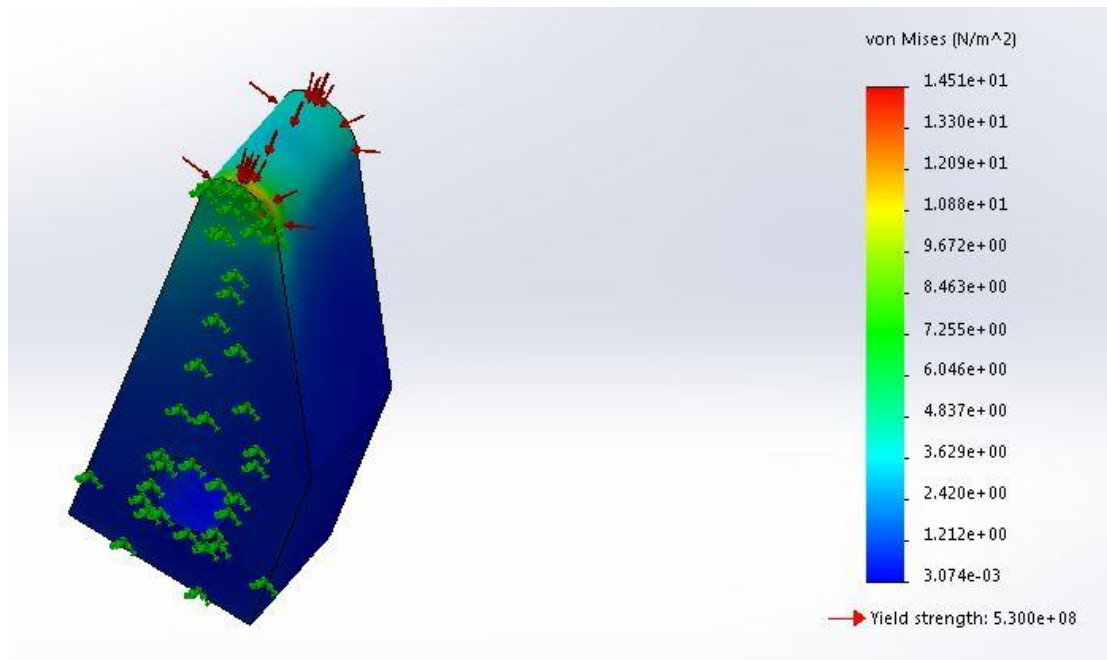 von Mises (N/m^2)
1.451e+01
1.330e+01
1.209e+01
1.088e+01
9.672e+00
8.463e+00
7.255e+00
6.046e+00
4.837e+00
3.629e+00
2.420e+00
1.212e+00
3.074e-03
Yield strength: 5.300e+08